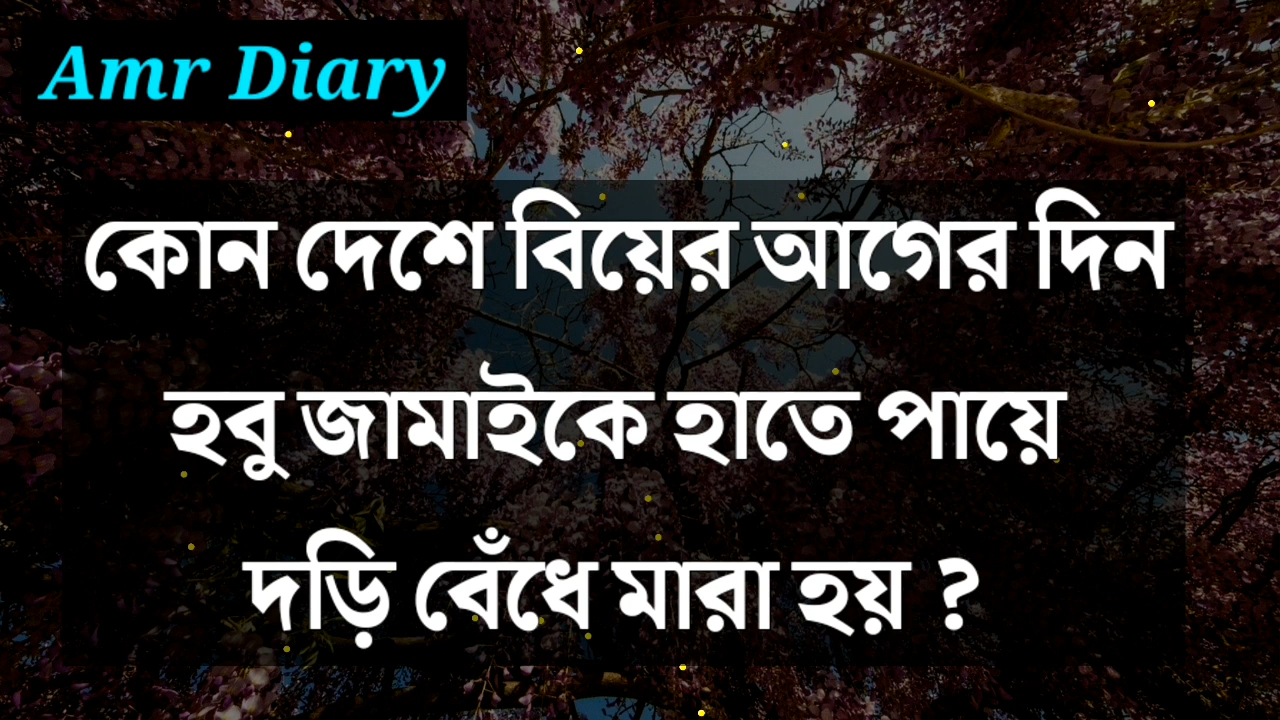 Amr Diary
কোন দেশে বিয়ের আগের দিন
হবু জামাইকে হাতে পায়ে
দড়ি বেঁধে মারা হয় ?